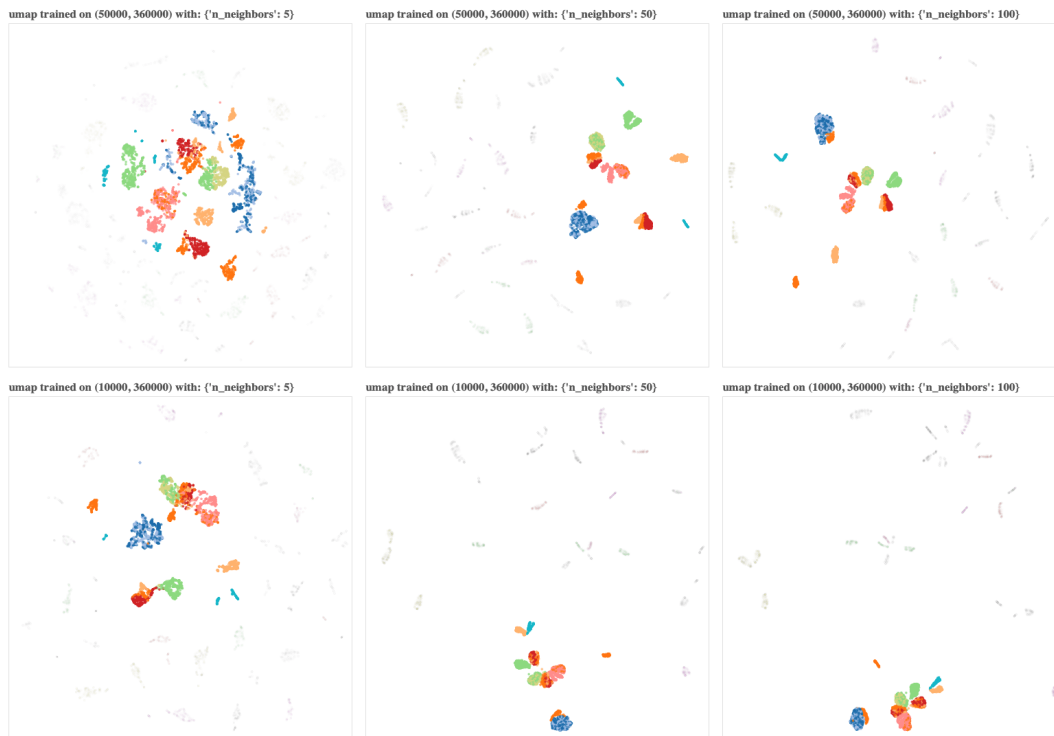 umap trained on (50000, 360000) with: {'n_neighbors': 5}
umap trained on (50000, 360000) with: {'n_neighbors': 50}
umap trained on (50000, 360000) with: {'n_neighbors': 100}
umap trained on (10000, 360000) with: {'n_neighbors': 5}
umap trained on (10000, 360000) with: {'n_neighbors': 50}
umap trained on (10000, 360000) with: {'n_neighbors': 100}